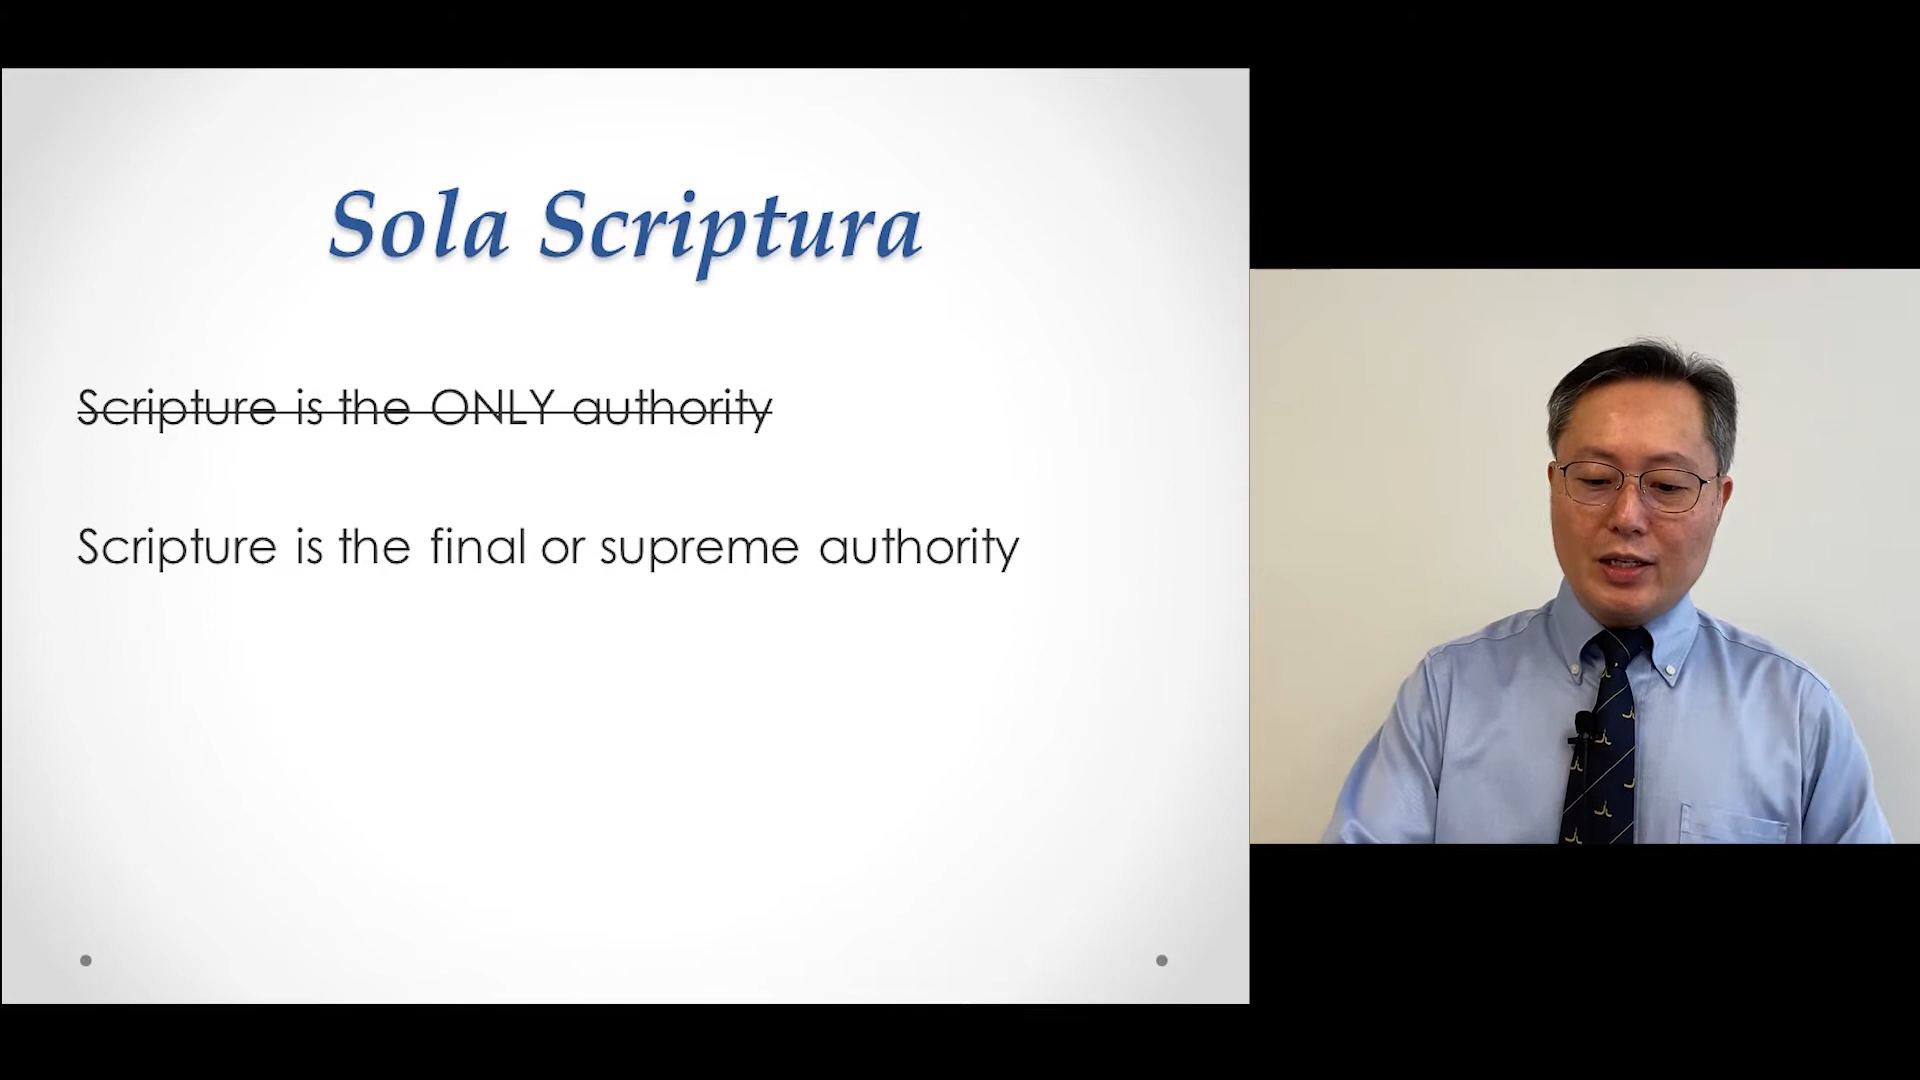 Sola Scriptura
Scripture is the ONLY authority
Scripture is the final or supreme authority